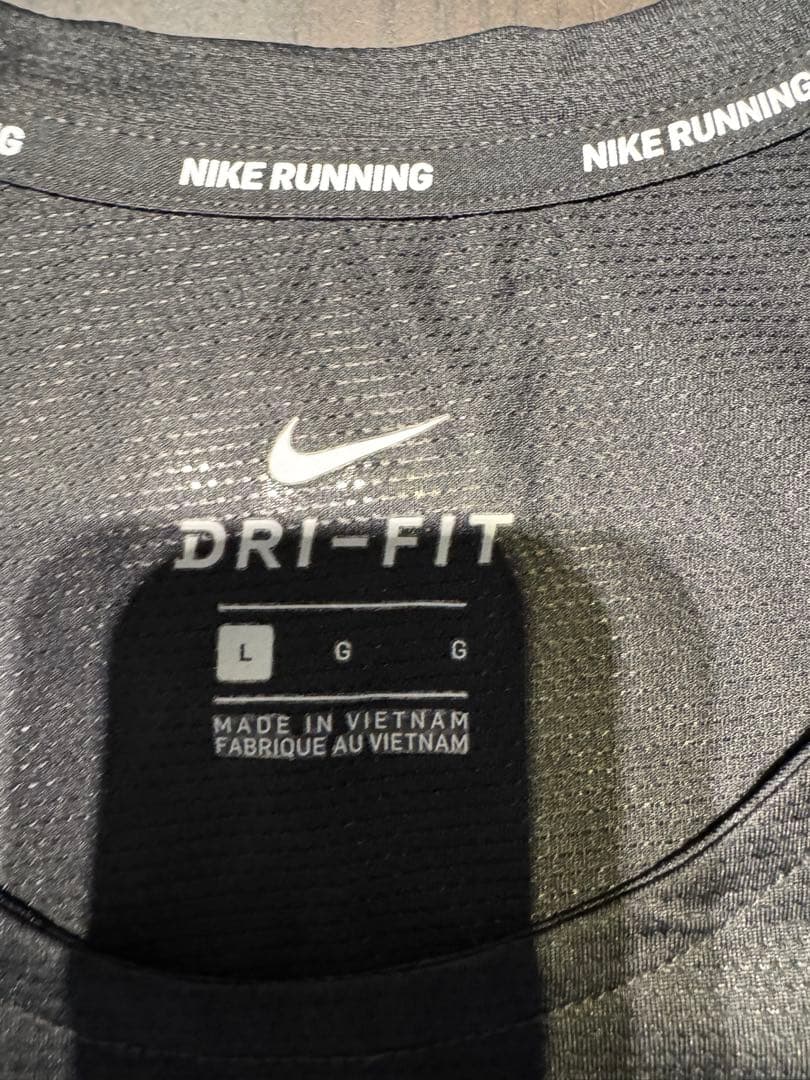 G
NIKE RUNNING
NIKE RUNNING
DRI-FIT
L G G
MADE IN VIETNAM
FABRIQUE AU VIETNAM